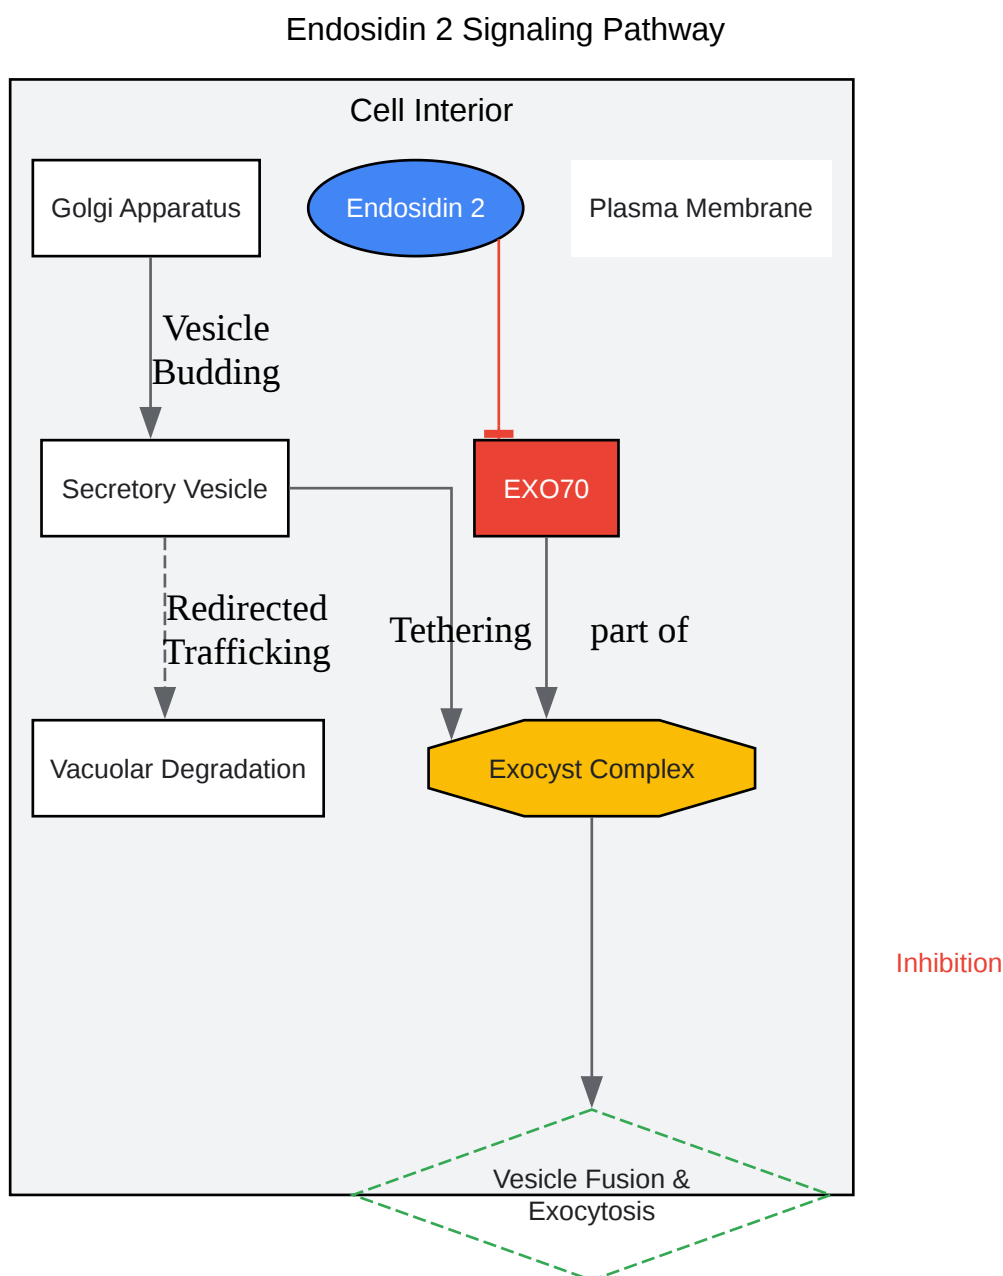 Endosidin 2 Signaling Pathway
Cell Interior
Golgi Apparatus
Endosidin 2
Plasma Membrane
Vesicle
Budding
Secretory Vesicle
EXO70
Redirected
Trafficking
Tethering
part of
Vacuolar Degradation
Exocyst Complex
Inhibition
Vesicle Fusion &
Exocytosis